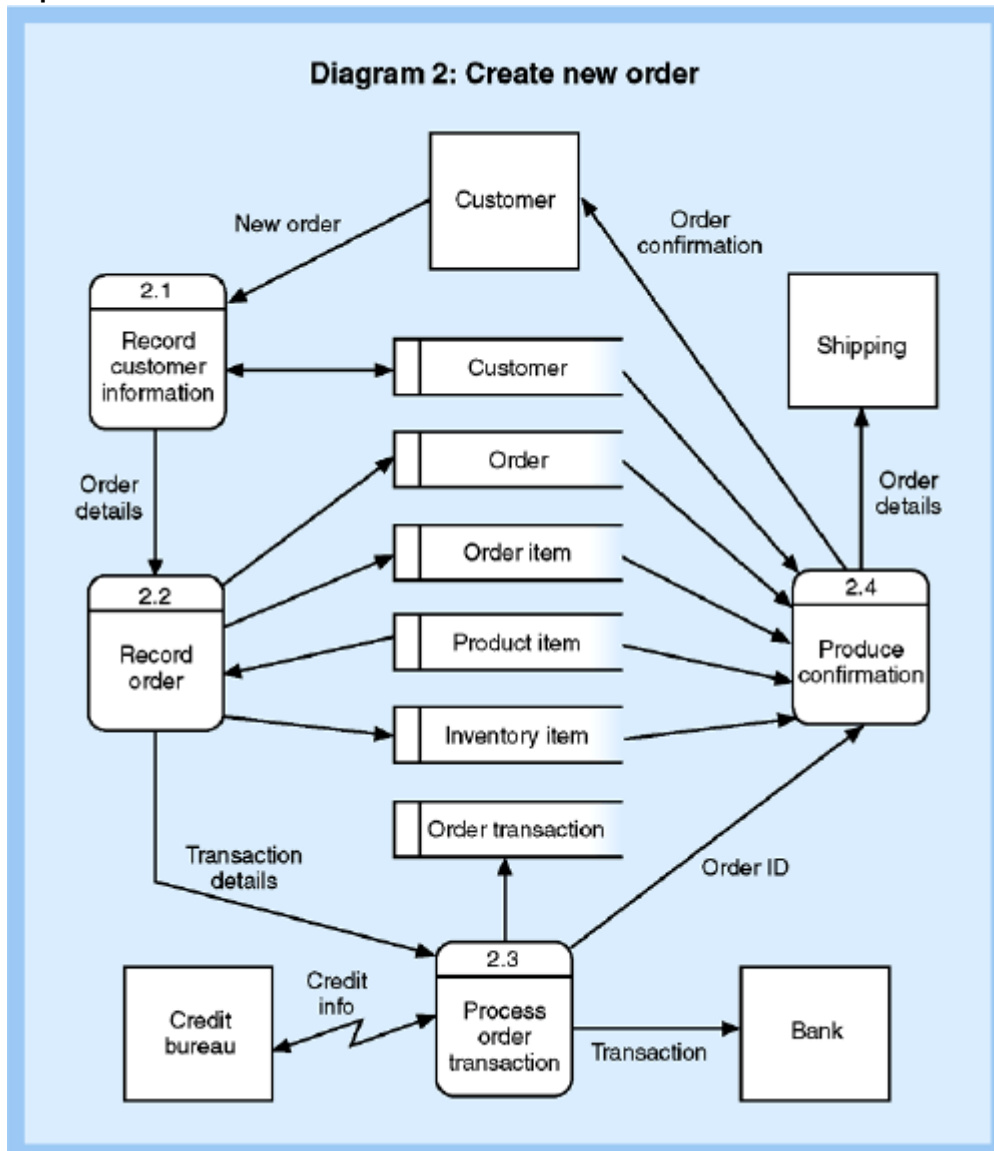 Diagram 2: Create new order
Customer
New order
Order
confirmation
2.1
Record
customer
information
Customer
Shipping
Order
Order
details
Order
details
Order item
2.2
Record
order
Product item
2.4
Produce
confirmation
Inventory item
Order transaction
Transaction
details
Order ID
2.3
Process
order
transaction
Credit
info
Credit
bureau
Transaction
Bank